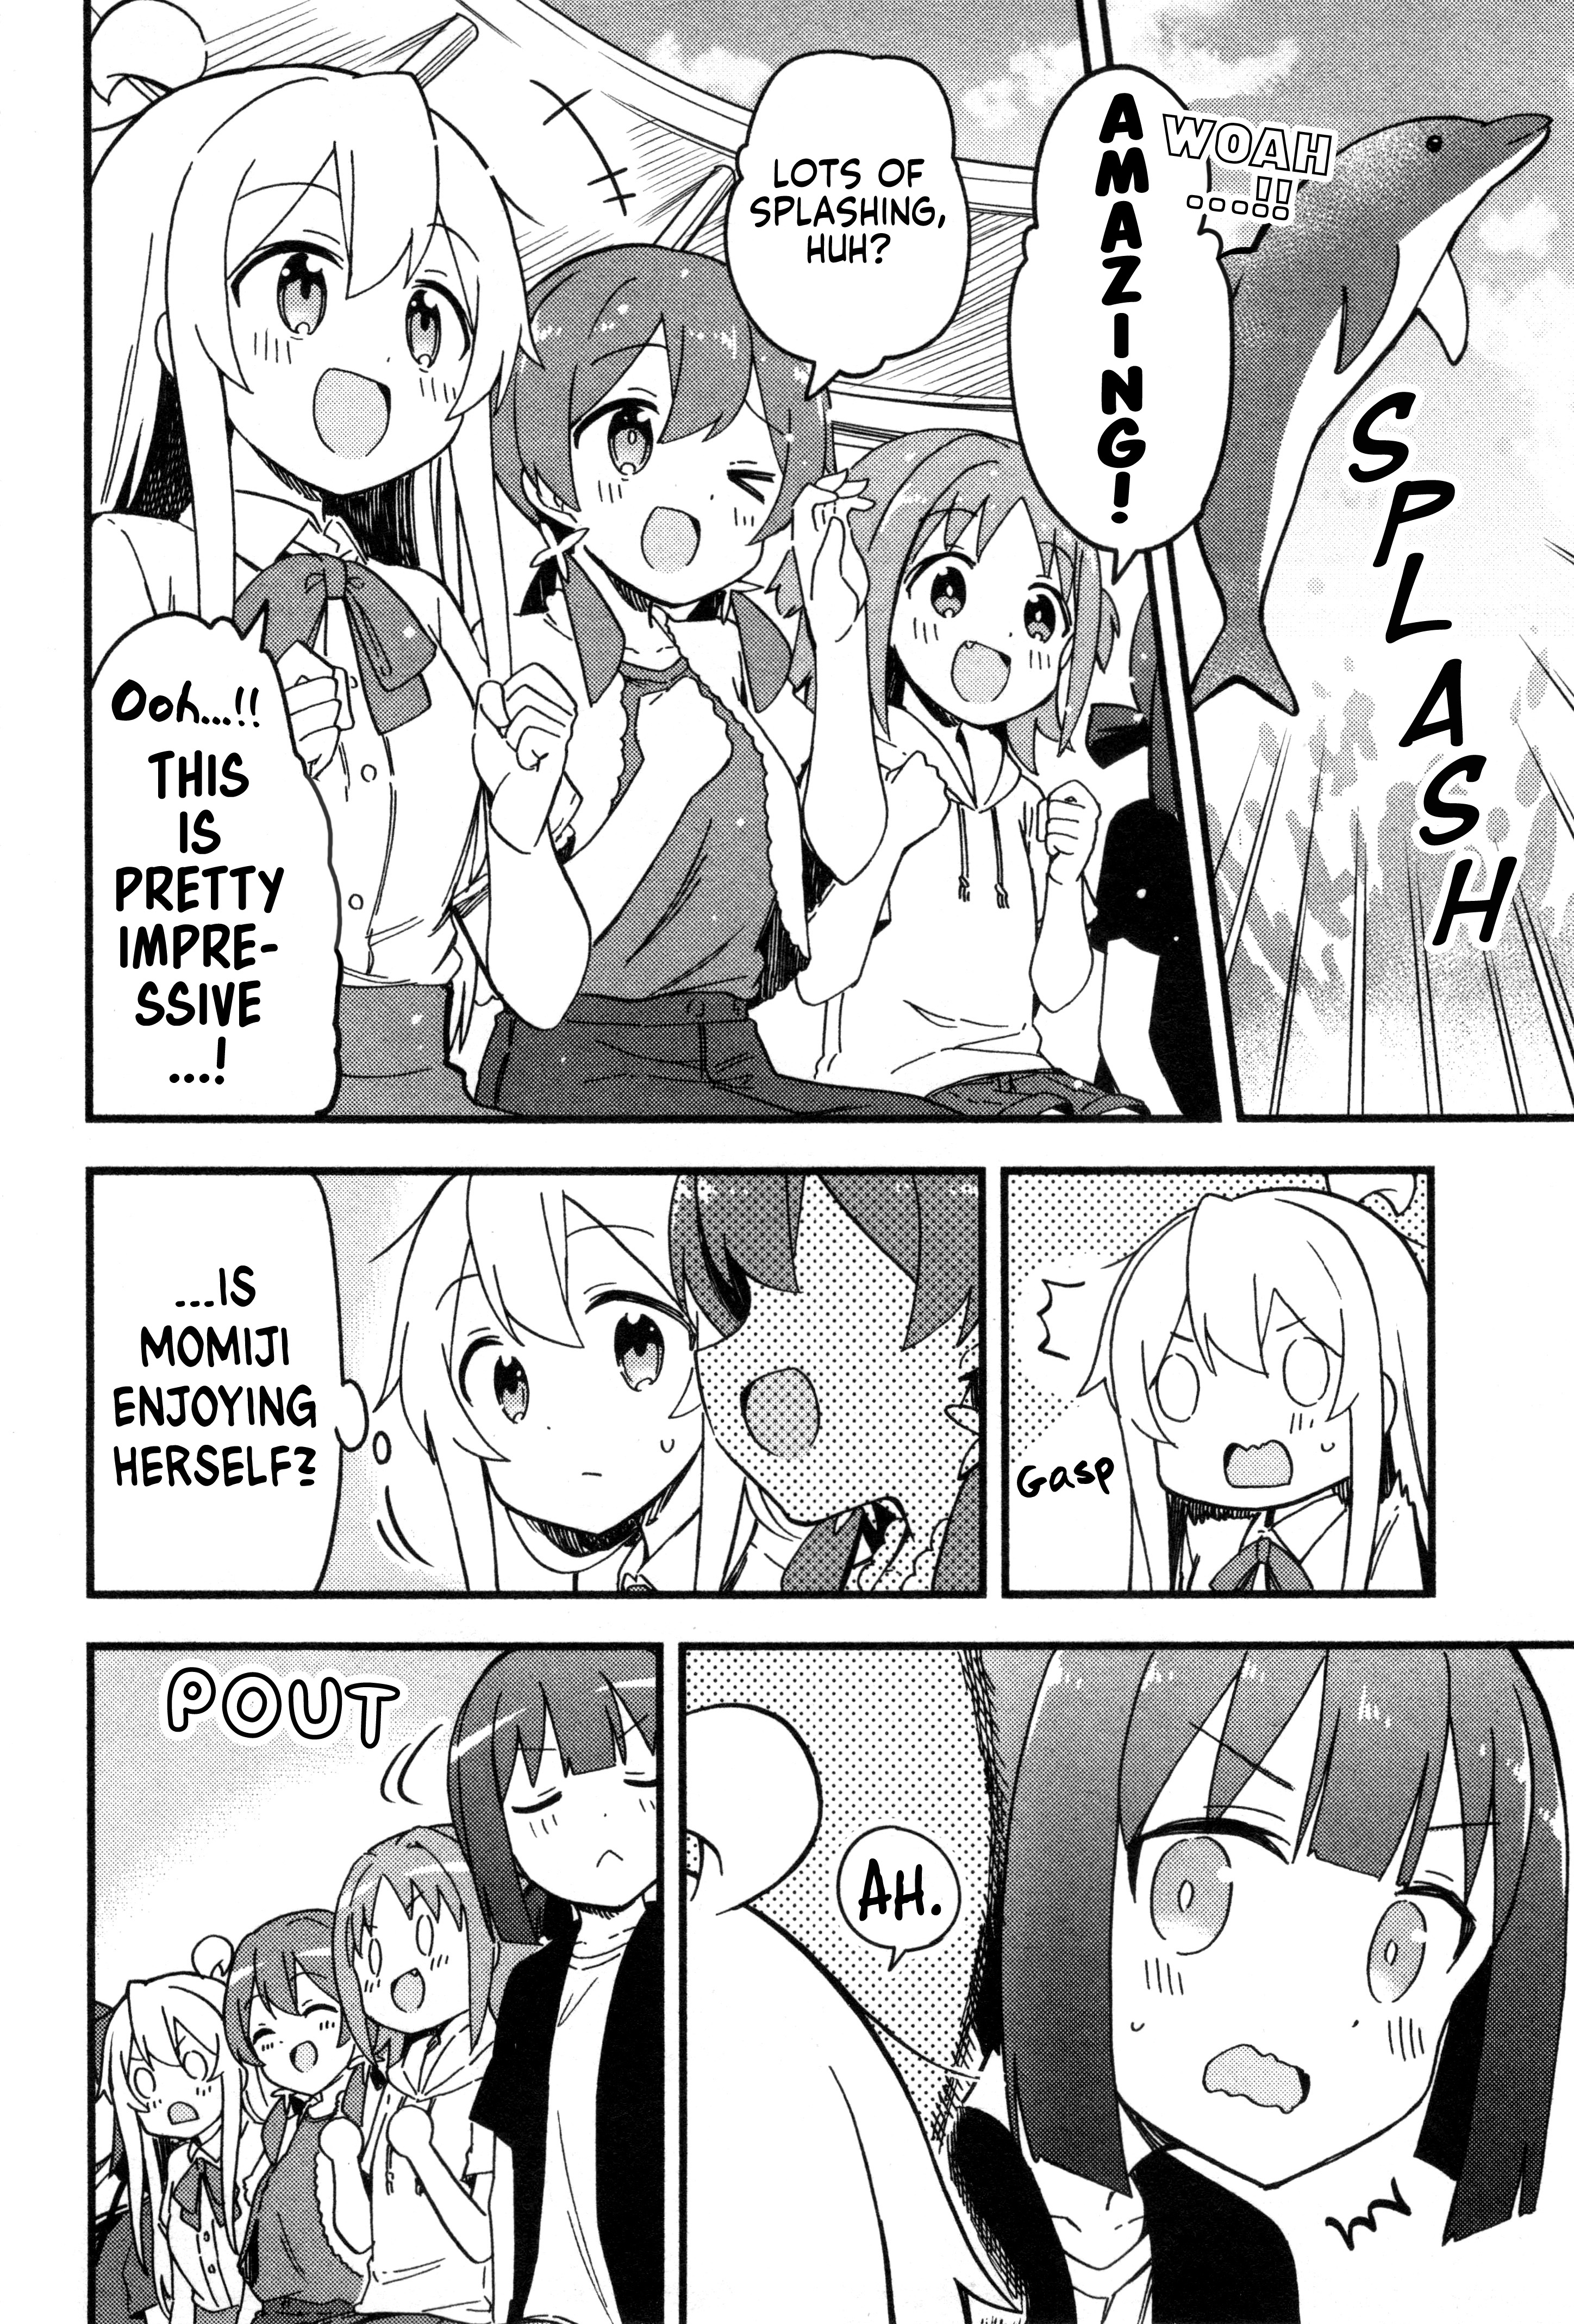 WOAH
...!!
SPLASH
AMAZING!
LOTS OF
SPLASHING,
HUH?
Ooh...!!
THIS
IS
PRETTY
IMPRE-
SSIVE
...!
Gasp
...IS
MOMIJI
ENJOYING
HERSELF?
AH.
POUT